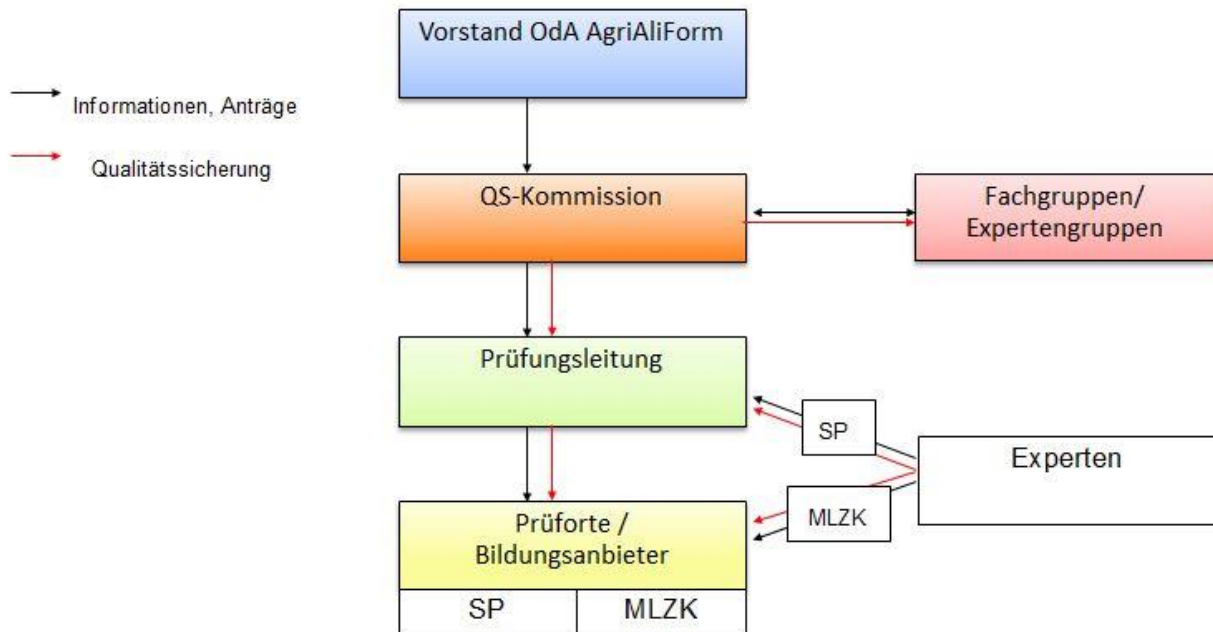 Vorstand OdA AgriAliForm
Informationen, Anträge
Qualitätssicherung
QS-Kommission
Fachgruppen/
Expertengruppen
Prüfungsleitung
SP
Experten
MLZK
Prüforte /
Bildungsanbieter
SP
MLZK